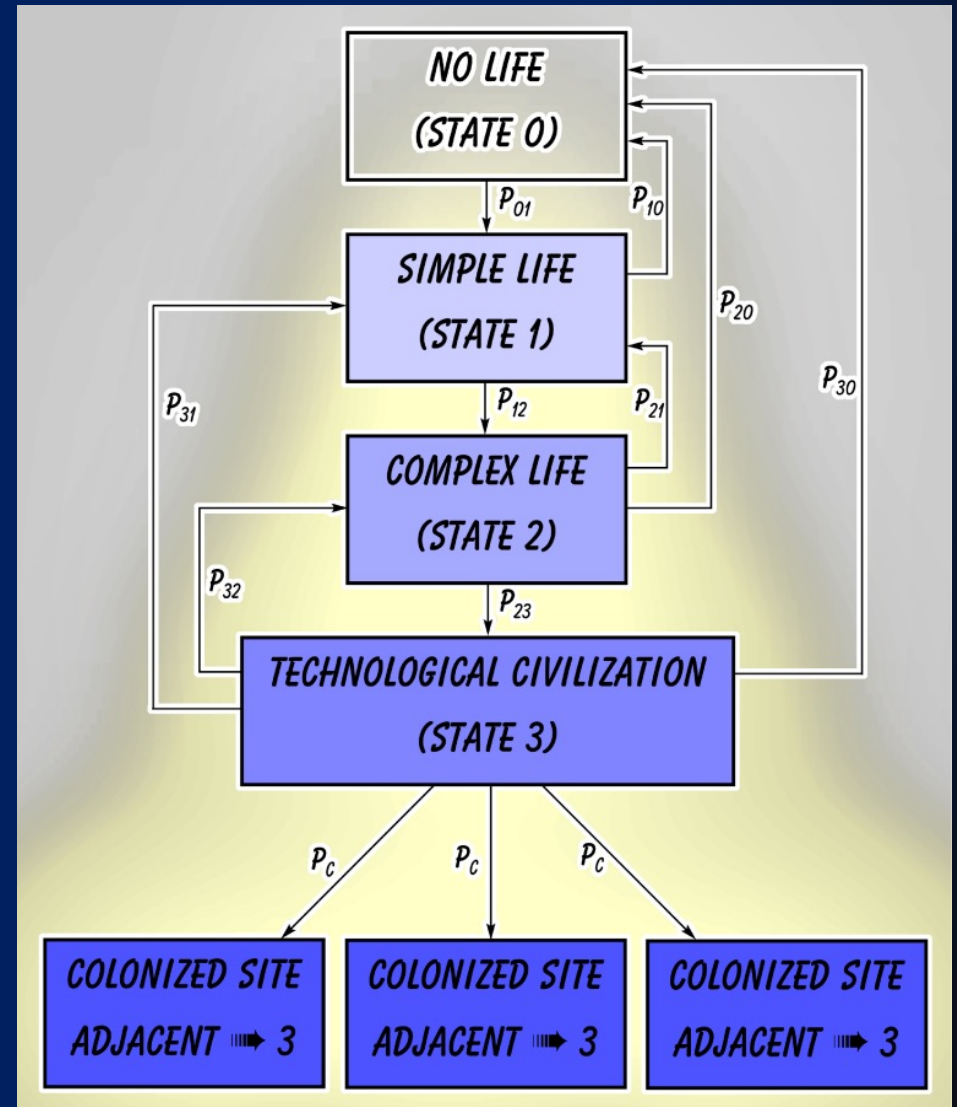 NO LIFE
(STATE 0)
P01
P10
SIMPLE LIFE
(STATE 1)
P20
P30
P31
P12
P21
COMPLEX LIFE
(STATE 2)
P32
P23
TECHNOLOGICAL CIVILIZATION
(STATE 3)
PC
PC
PC
COLONIZED SITE
ADJACENT ➠ 3
COLONIZED SITE
ADJACENT ➠ 3
COLONIZED SITE
ADJACENT ➠ 3